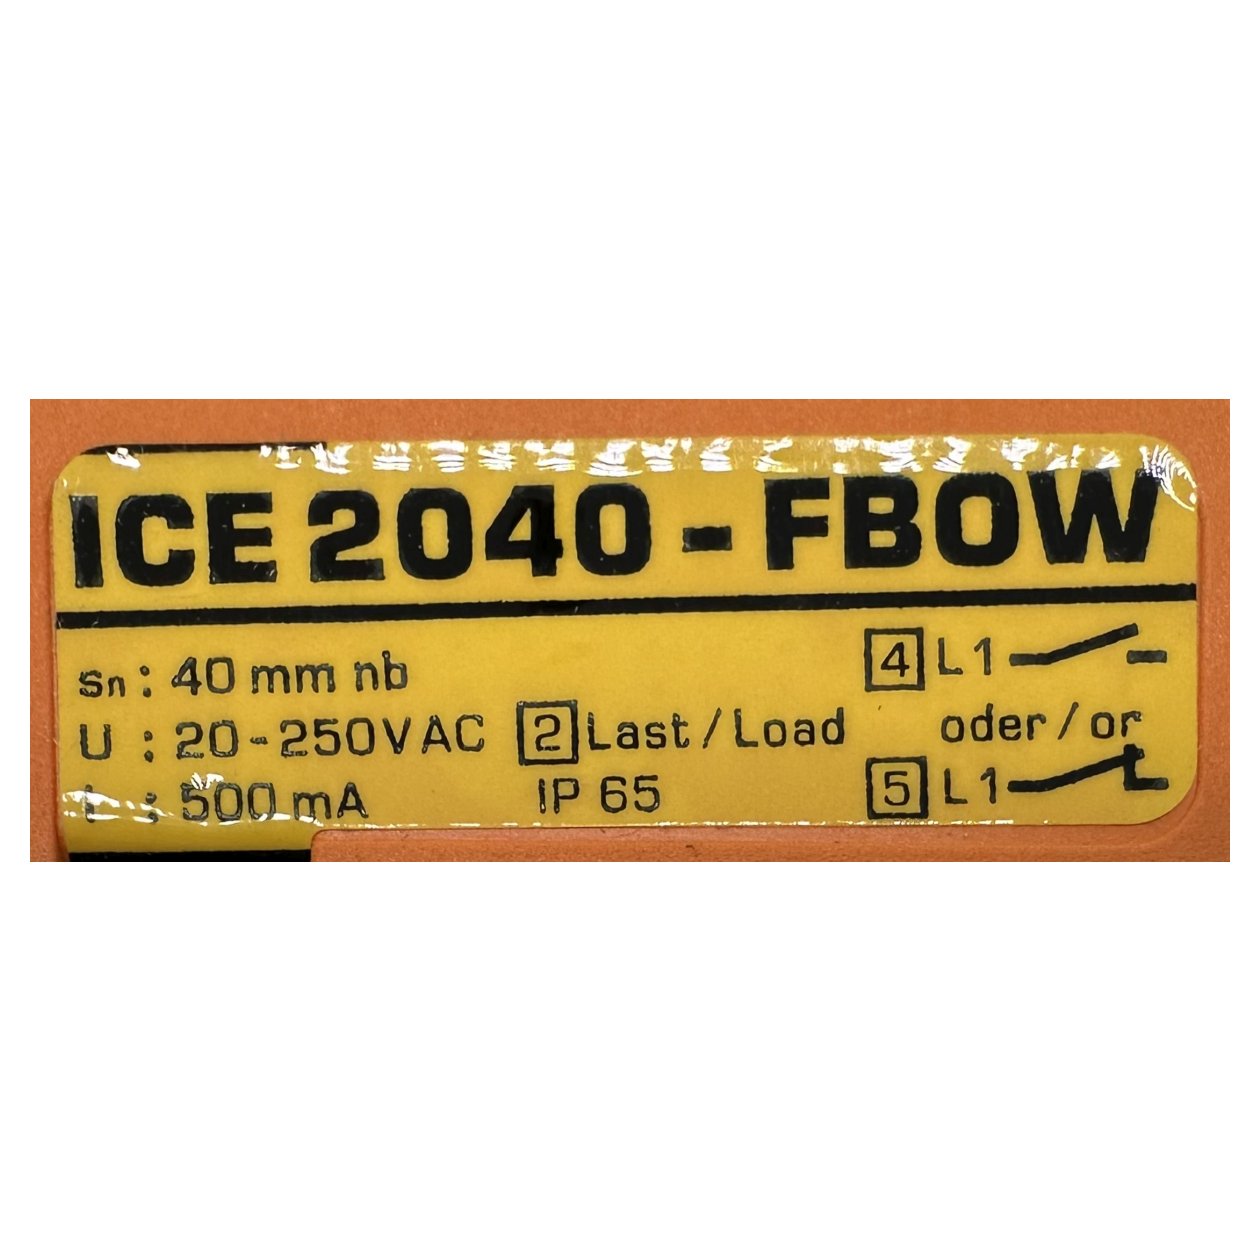 ICE 2040-FBOW
Sn: 40 mm nb
U : 20-250VAC
I : 500 mA
2 Last/Load
IP 65
4 L1
oder/or
5 L1